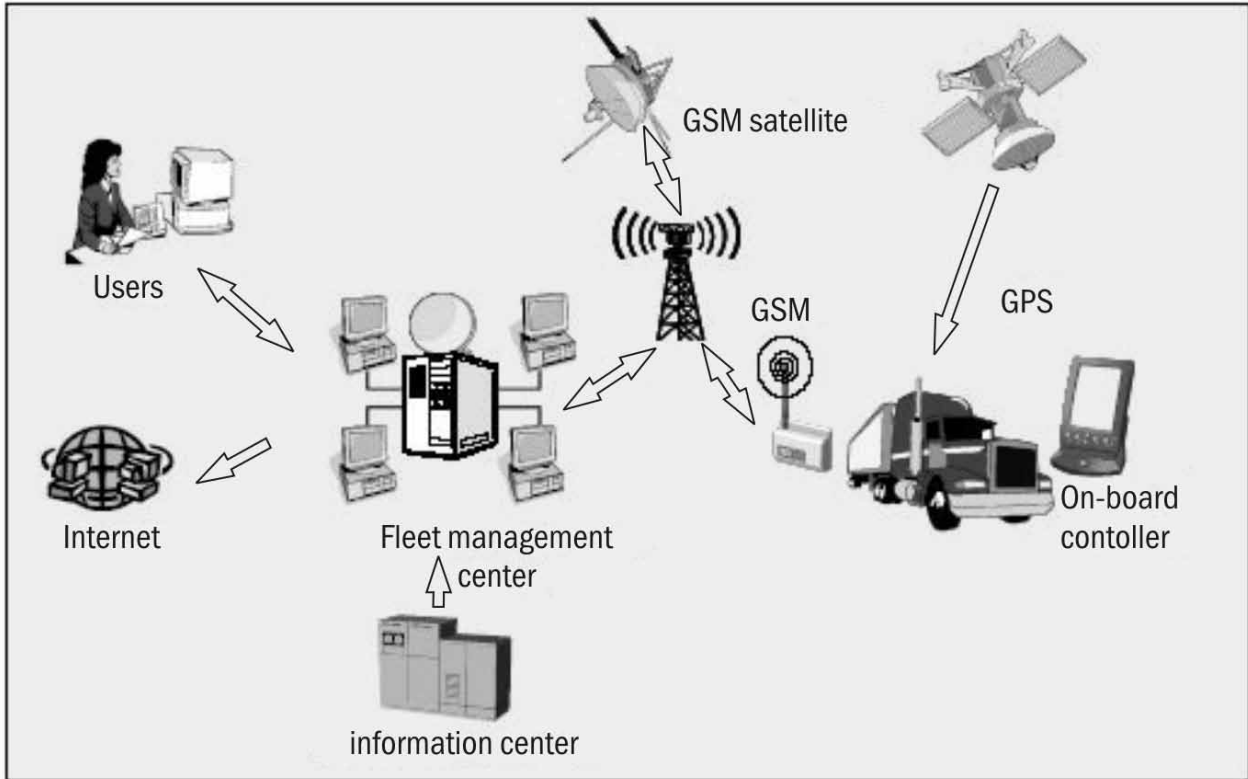 GSM satellite
Users
GSM
GPS
Internet
Fleet management
center
On-board
contoller
information center